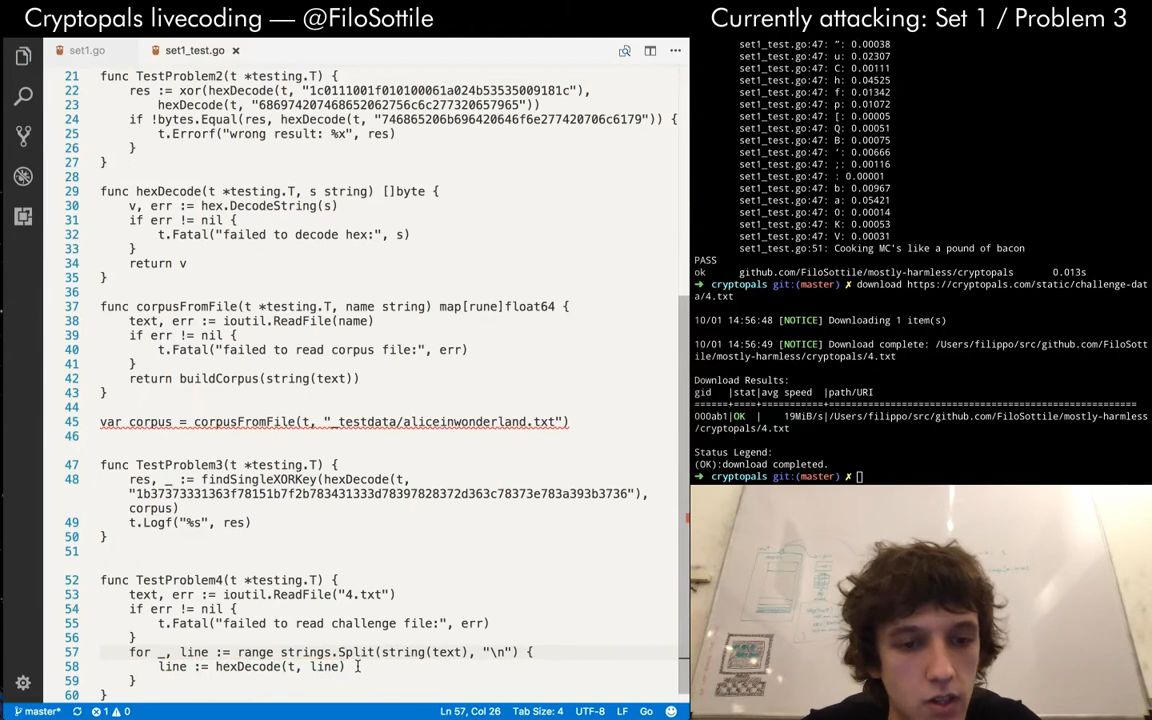 Cryptopals livecoding — @FiloSottile
Currently attacking: Set 1 / Problem 3
set1.go
set1_test.go ×
21 func TestProblem2(t *testing.T) {
22 res := xor(hexDecode(t, "1c0111001f010100061a024b53535009181c"),
23 hexDecode(t, "686974207468652062756c6c277320657965"))
24 if !bytes.Equal(res, hexDecode(t, "746865206b696420646f6e277420706c6179")) {
25 t.Errorf("wrong result: %x", res)
26 }
27 }
28
29 func hexDecode(t *testing.T, s string) []byte {
30 v, err := hex.DecodeString(s)
31 if err != nil {
32 t.Fatal("failed to decode hex:", s)
33 }
34 return v
35 }
36
37 func corpusFromFile(t *testing.T, name string) map[rune]float64 {
38 text, err := ioutil.ReadFile(name)
39 if err != nil {
40 t.Fatal("failed to read corpus file:", err)
41 }
42 return buildCorpus(string(text))
43 }
44
45 var corpus = corpusFromFile(t, "_testdata/aliceinwonderland.txt")
46
47 func TestProblem3(t *testing.T) {
48 res, _ := findSingleXORKey(hexDecode(t,
"1b37373331363f78151b7f2b783431333d78397828372d363c78373e783a393b3736"),
corpus)
49 t.Logf("%s", res)
50 }
51
52 func TestProblem4(t *testing.T) {
53 text, err := ioutil.ReadFile("4.txt")
54 if err != nil {
55 t.Fatal("failed to read challenge file:", err)
56 }
57 for _, line := range strings.Split(string(text), "\n") {
58 line := hexDecode(t, line)
59 }
60 }
master* 1 0 Ln 57, Col 26 Tab Size: 4 UTF-8 LF Go
set1_test.go:47: ": 0.00038
set1_test.go:47: u: 0.02307
set1_test.go:47: C: 0.00111
set1_test.go:47: h: 0.04525
set1_test.go:47: f: 0.01342
set1_test.go:47: p: 0.01072
set1_test.go:47: [: 0.00005
set1_test.go:47: Q: 0.00051
set1_test.go:47: B: 0.00075
set1_test.go:47: ': 0.00666
set1_test.go:47: ;: 0.00116
set1_test.go:47: : 0.00001
set1_test.go:47: b: 0.00967
set1_test.go:47: a: 0.05421
set1_test.go:47: O: 0.00014
set1_test.go:47: K: 0.00053
set1_test.go:47: V: 0.00031
set1_test.go:51: Cooking MC's like a pound of bacon
PASS
ok github.com/FiloSottile/mostly-harmless/cryptopals 0.013s
➜ cryptopals git:(master) ✗ download https://cryptopals.com/static/challenge-dat
a/4.txt
10/01 14:56:48 [NOTICE] Downloading 1 item(s)
10/01 14:56:49 [NOTICE] Download complete: /Users/filippo/src/github.com/FiloSott
ile/mostly-harmless/cryptopals/4.txt
Download Results:
gid |stat|avg speed |path/URI
======+====+===========+=======================================================
000ab1|OK | 19MiB/s|/Users/filippo/src/github.com/FiloSottile/mostly-harmless
/cryptopals/4.txt
Status Legend:
(OK):download completed.
➜ cryptopals git:(master) ✗